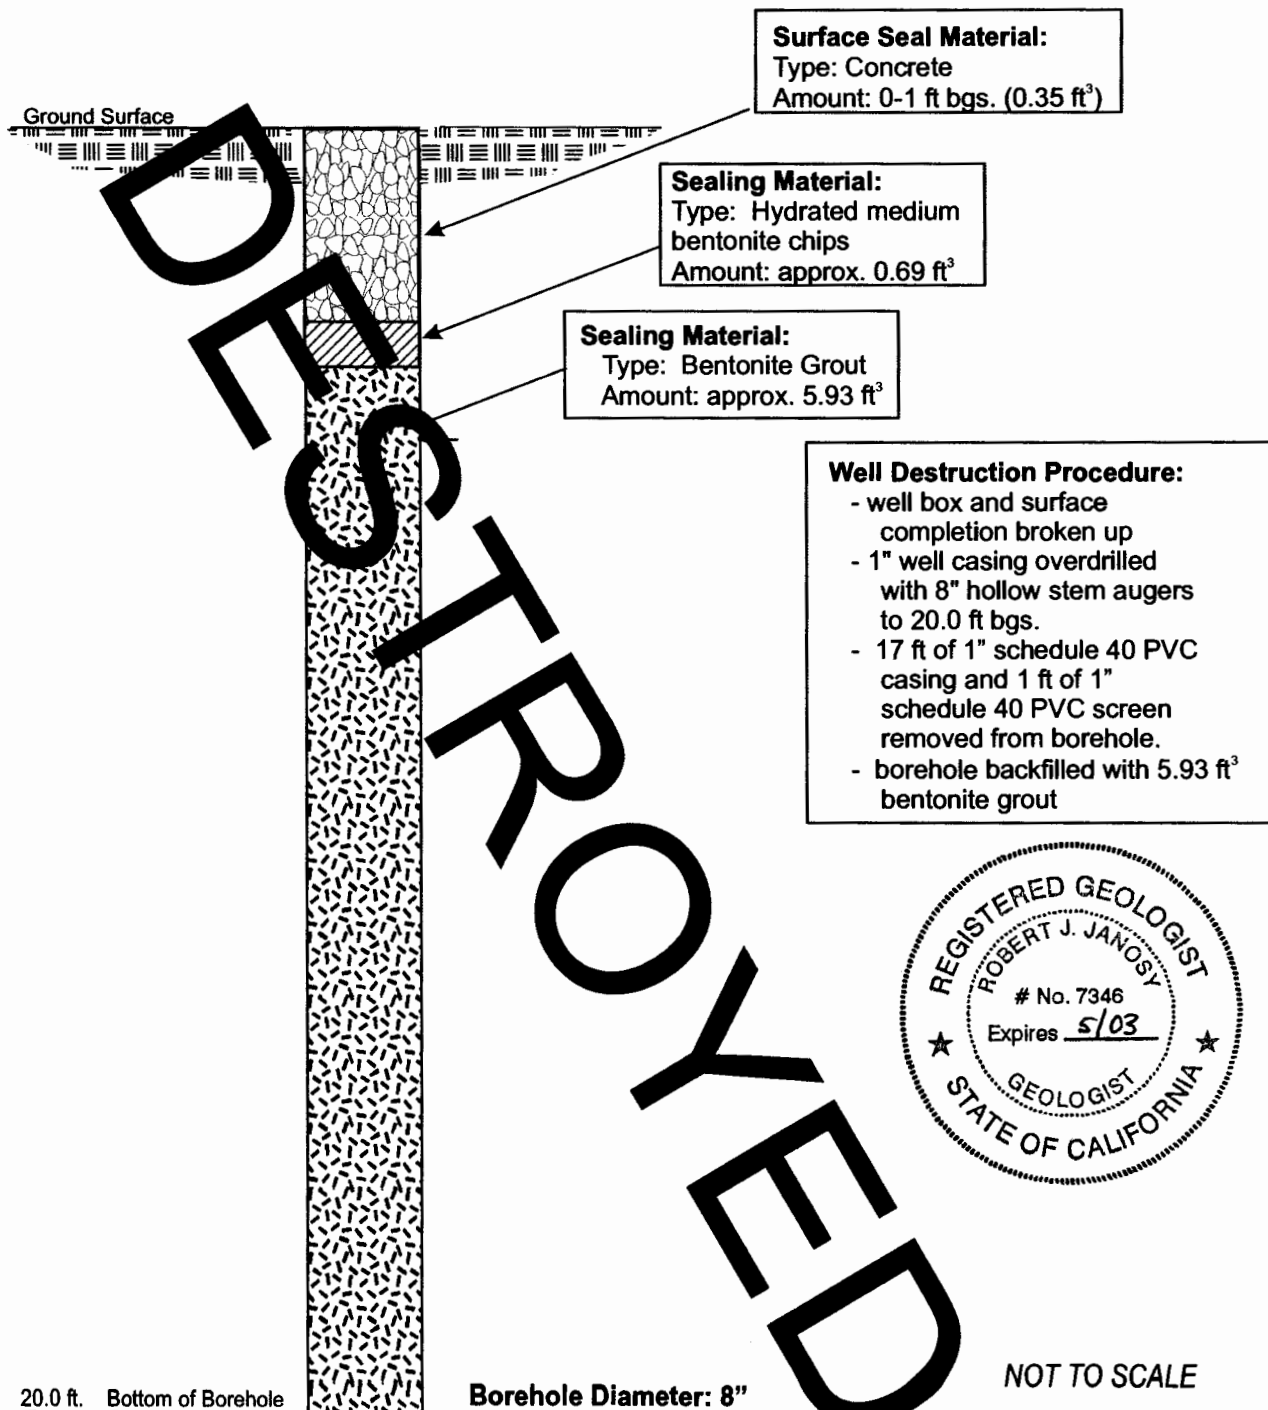 Surface Seal Material:
Type: Concrete
Amount: 0-1 ft bgs. (0.35 ft³)
Ground Surface
Sealing Material:
Type: Hydrated medium
bentonite chips
Amount: approx. 0.69 ft³
Sealing Material:
Type: Bentonite Grout
Amount: approx. 5.93 ft³
DESTROYED
Well Destruction Procedure:
- well box and surface
completion broken up
- 1" well casing overdrilled
with 8" hollow stem augers
to 20.0 ft bgs.
- 17 ft of 1" schedule 40 PVC
casing and 1 ft of 1"
schedule 40 PVC screen
removed from borehole.
- borehole backfilled with 5.93 ft³
bentonite grout
REGISTERED GEOLOGIST
ROBERT J. JANOSY
# No. 7346
Expires 5/03
GEOLOGIST
STATE OF CALIFORNIA
NOT TO SCALE
20.0 ft. Bottom of Borehole
Borehole Diameter: 8"